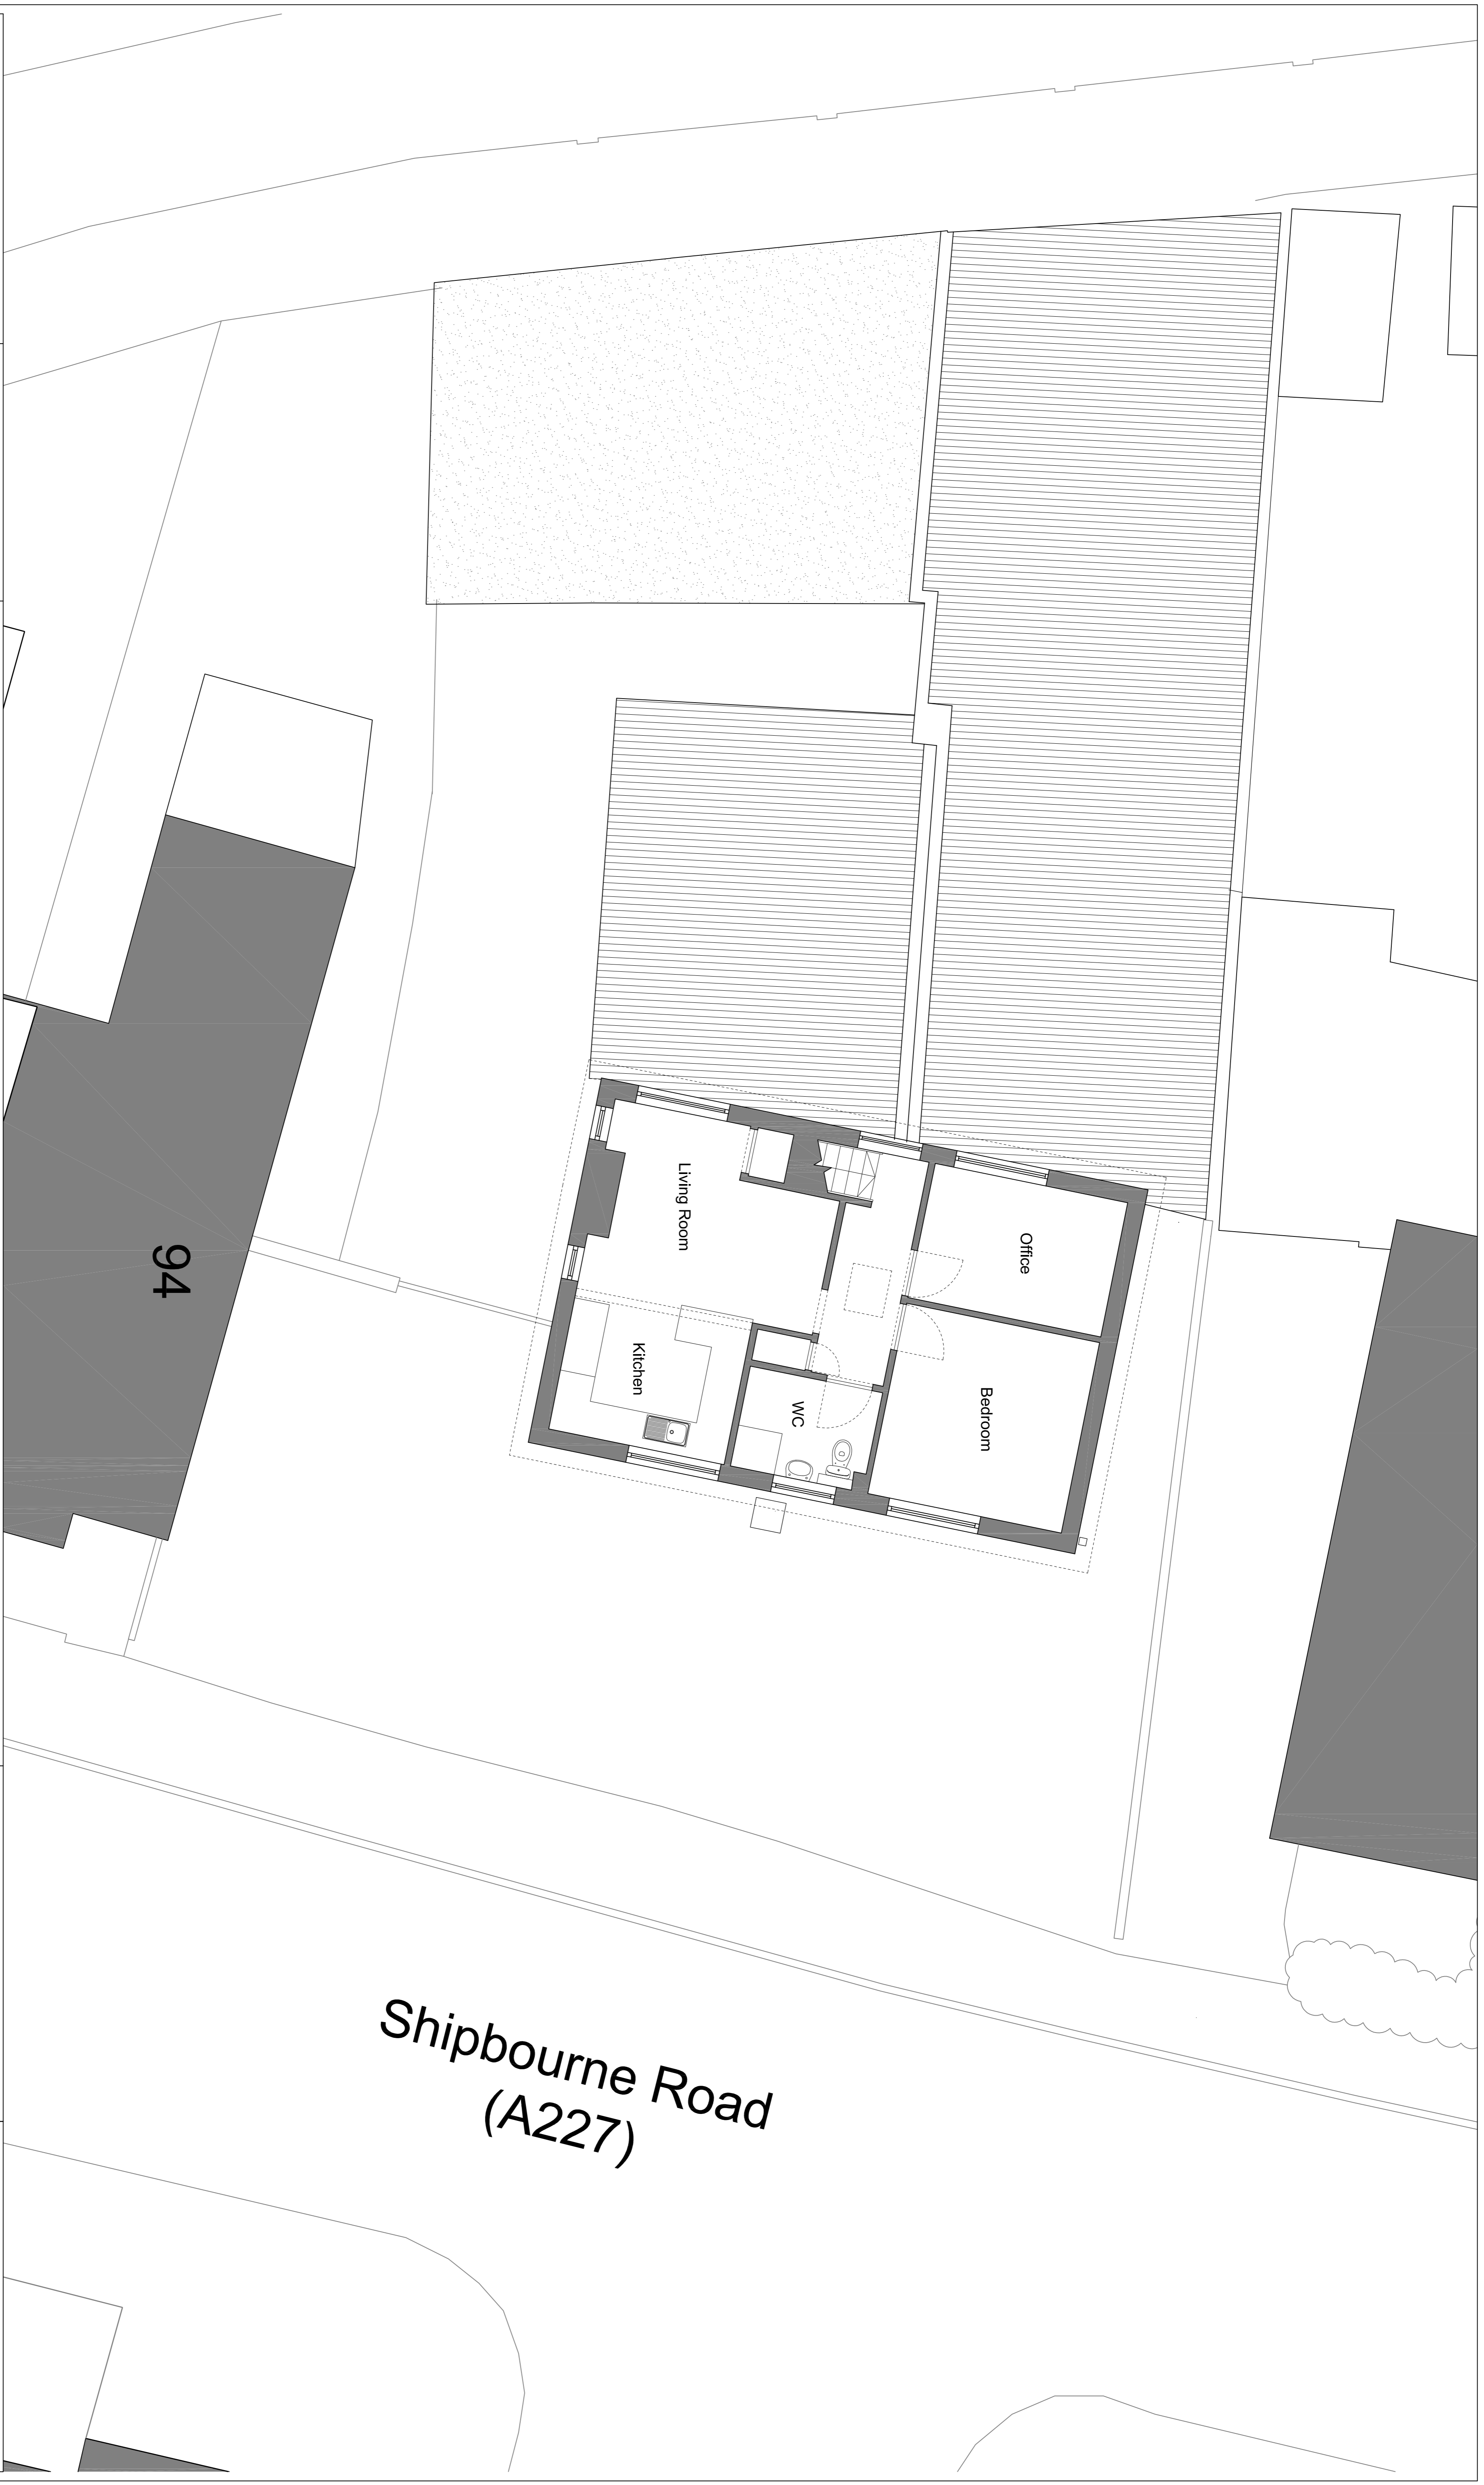 Living Room
Office
Kitchen
WC
Bedroom
94
Shipbourne Road
(A227)